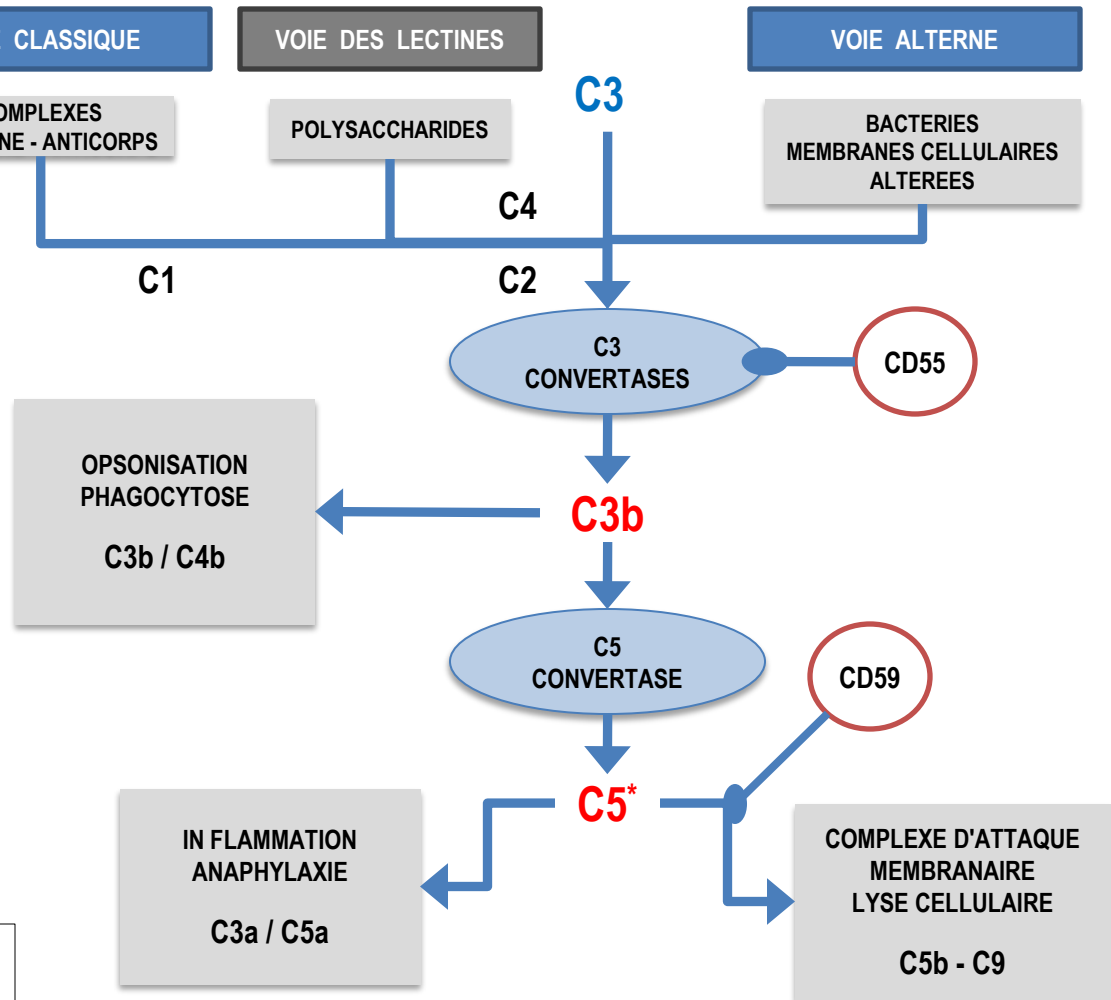 CLASSIQUE
VOIE DES LECTINES
VOIE ALTERNE
C3
OMPLEXES
NE - ANTICORPS
POLYSACCHARIDES
BACTERIES
MEMBRANES CELLULAIRES
ALTEREES
C4
C1
C2
C3
CONVERTASES
CD55
OPSONISATION
PHAGOCYTOSE
C3b / C4b
C3b
C5
CONVERTASE
CD59
C5*
IN FLAMMATION
ANAPHYLAXIE
C3a / C5a
COMPLEXE D'ATTAQUE
MEMBRANAIRE
LYSE CELLULAIRE
C5b - C9